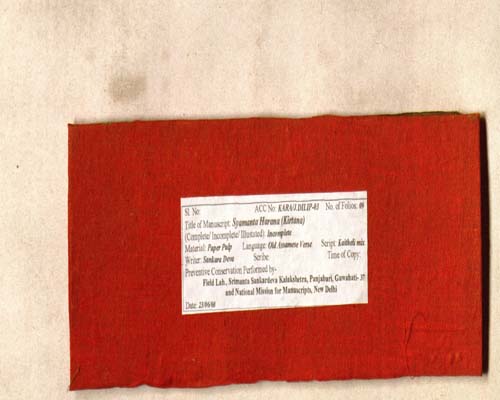 Sl. No: ACC No: KARA/J.DILIP-03 No. of Folios: 09
Title of Manuscript: Syamanta Harana (Kirtana)
(Complete/ Incomplete/ Illustrated) Incomplete
Material: Paper Pulp Language: Old Assamese Verse Script: Kaitheli mix
Writer: Sankara Deva Scribe: Time of Copy:
Preventive Conservation Performed by-
Field Lab., Srimanta Sankardeva Kalakshetra, Panjabari, Guwahati- 37
and National Mission for Manuscripts, New Delhi
Date: 23/06/08